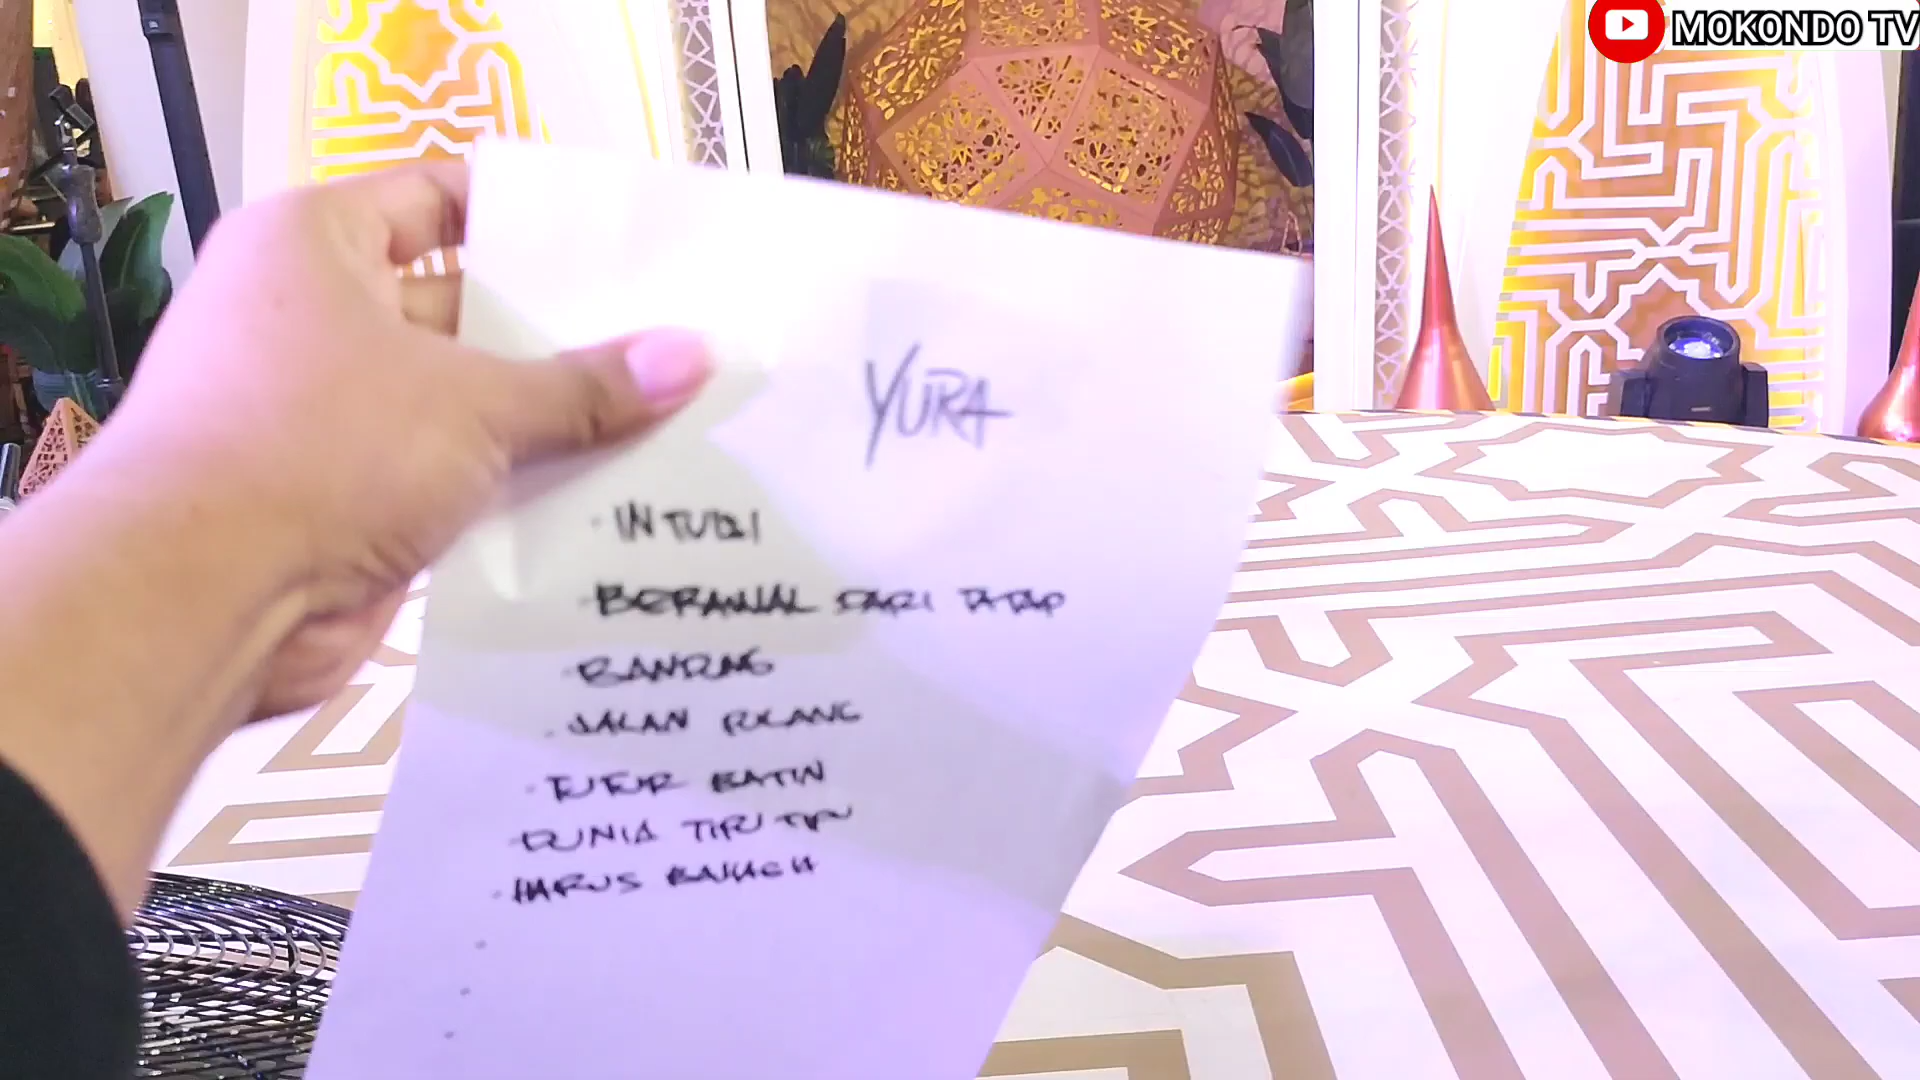 MOKONDO TV
YURA
· INTUISI
· BERAWAL DARI TATAP
· BANDUNG
· JALAN PULANG
· TUTUR BATIN
· DUNIA TIPU TIPU
· HARUS BAHAGIA